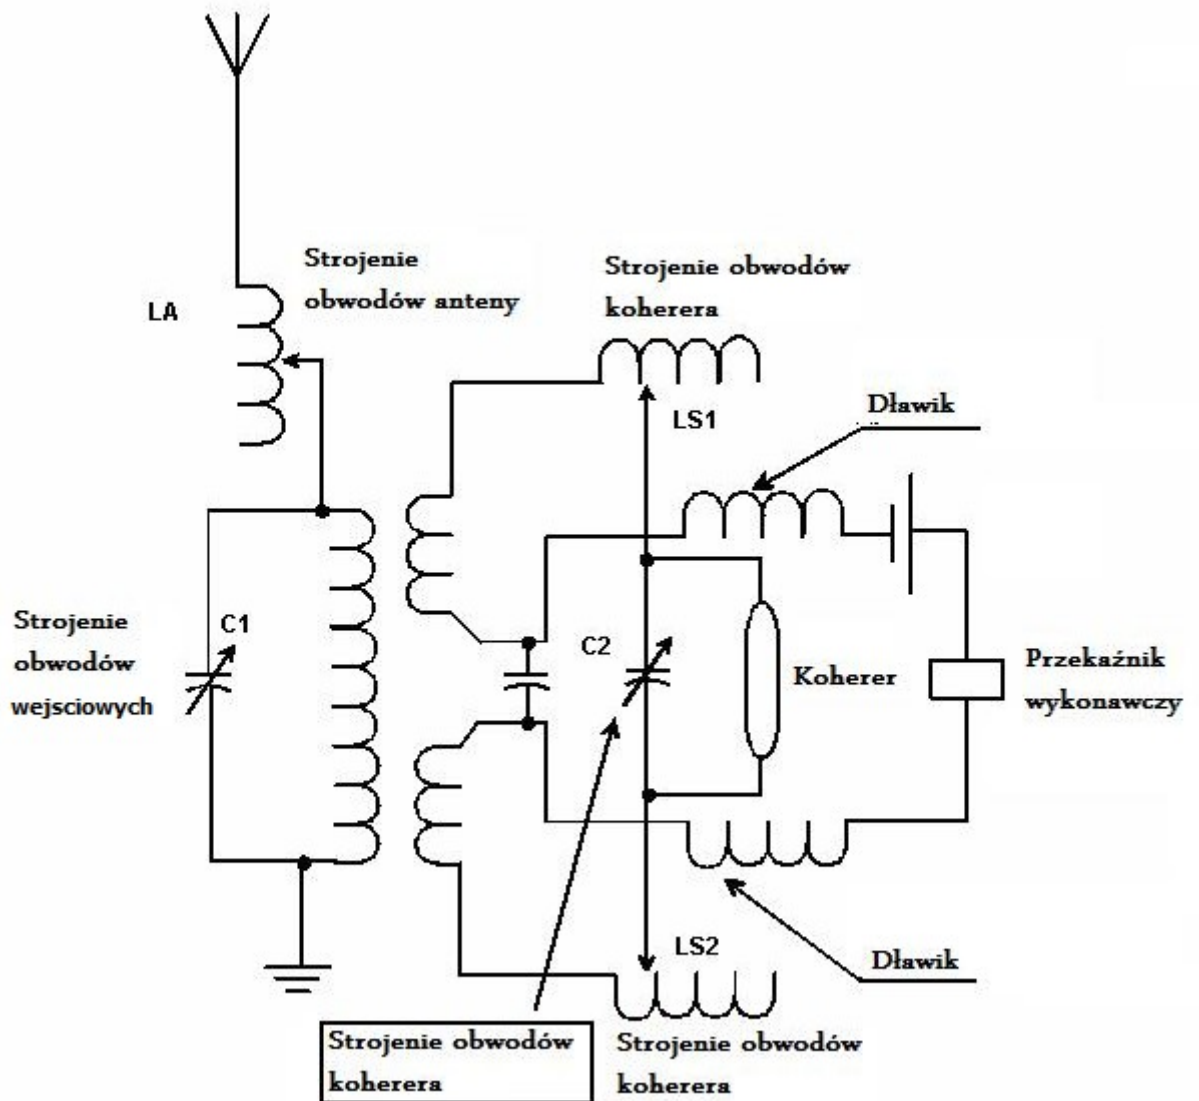 Strojenie
obwodów anteny
Strojenie obwodów
koherera
LA
LS1
Dławik
Strojenie
obwodów
wejsciowych
C1
C2
Koherer
Przekaźnik
wykonawczy
LS2
Dławik
Strojenie obwodów
koherera
Strojenie obwodów
koherera